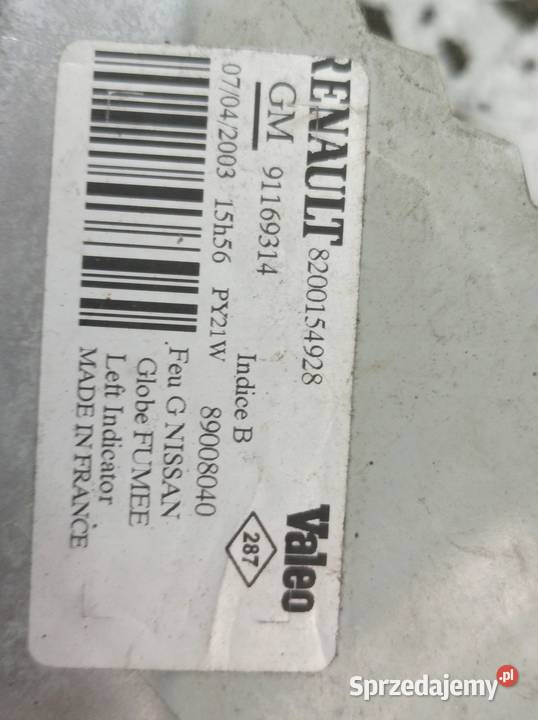 RENAULT 8200154928
GM 91169314 Indice B Valeo
07/04/2003 15h56 PY21W 89008040 287
Feu G NISSAN
Globe FUMEE
Left Indicator
MADE IN FRANCE
Sprzedajemy.pl